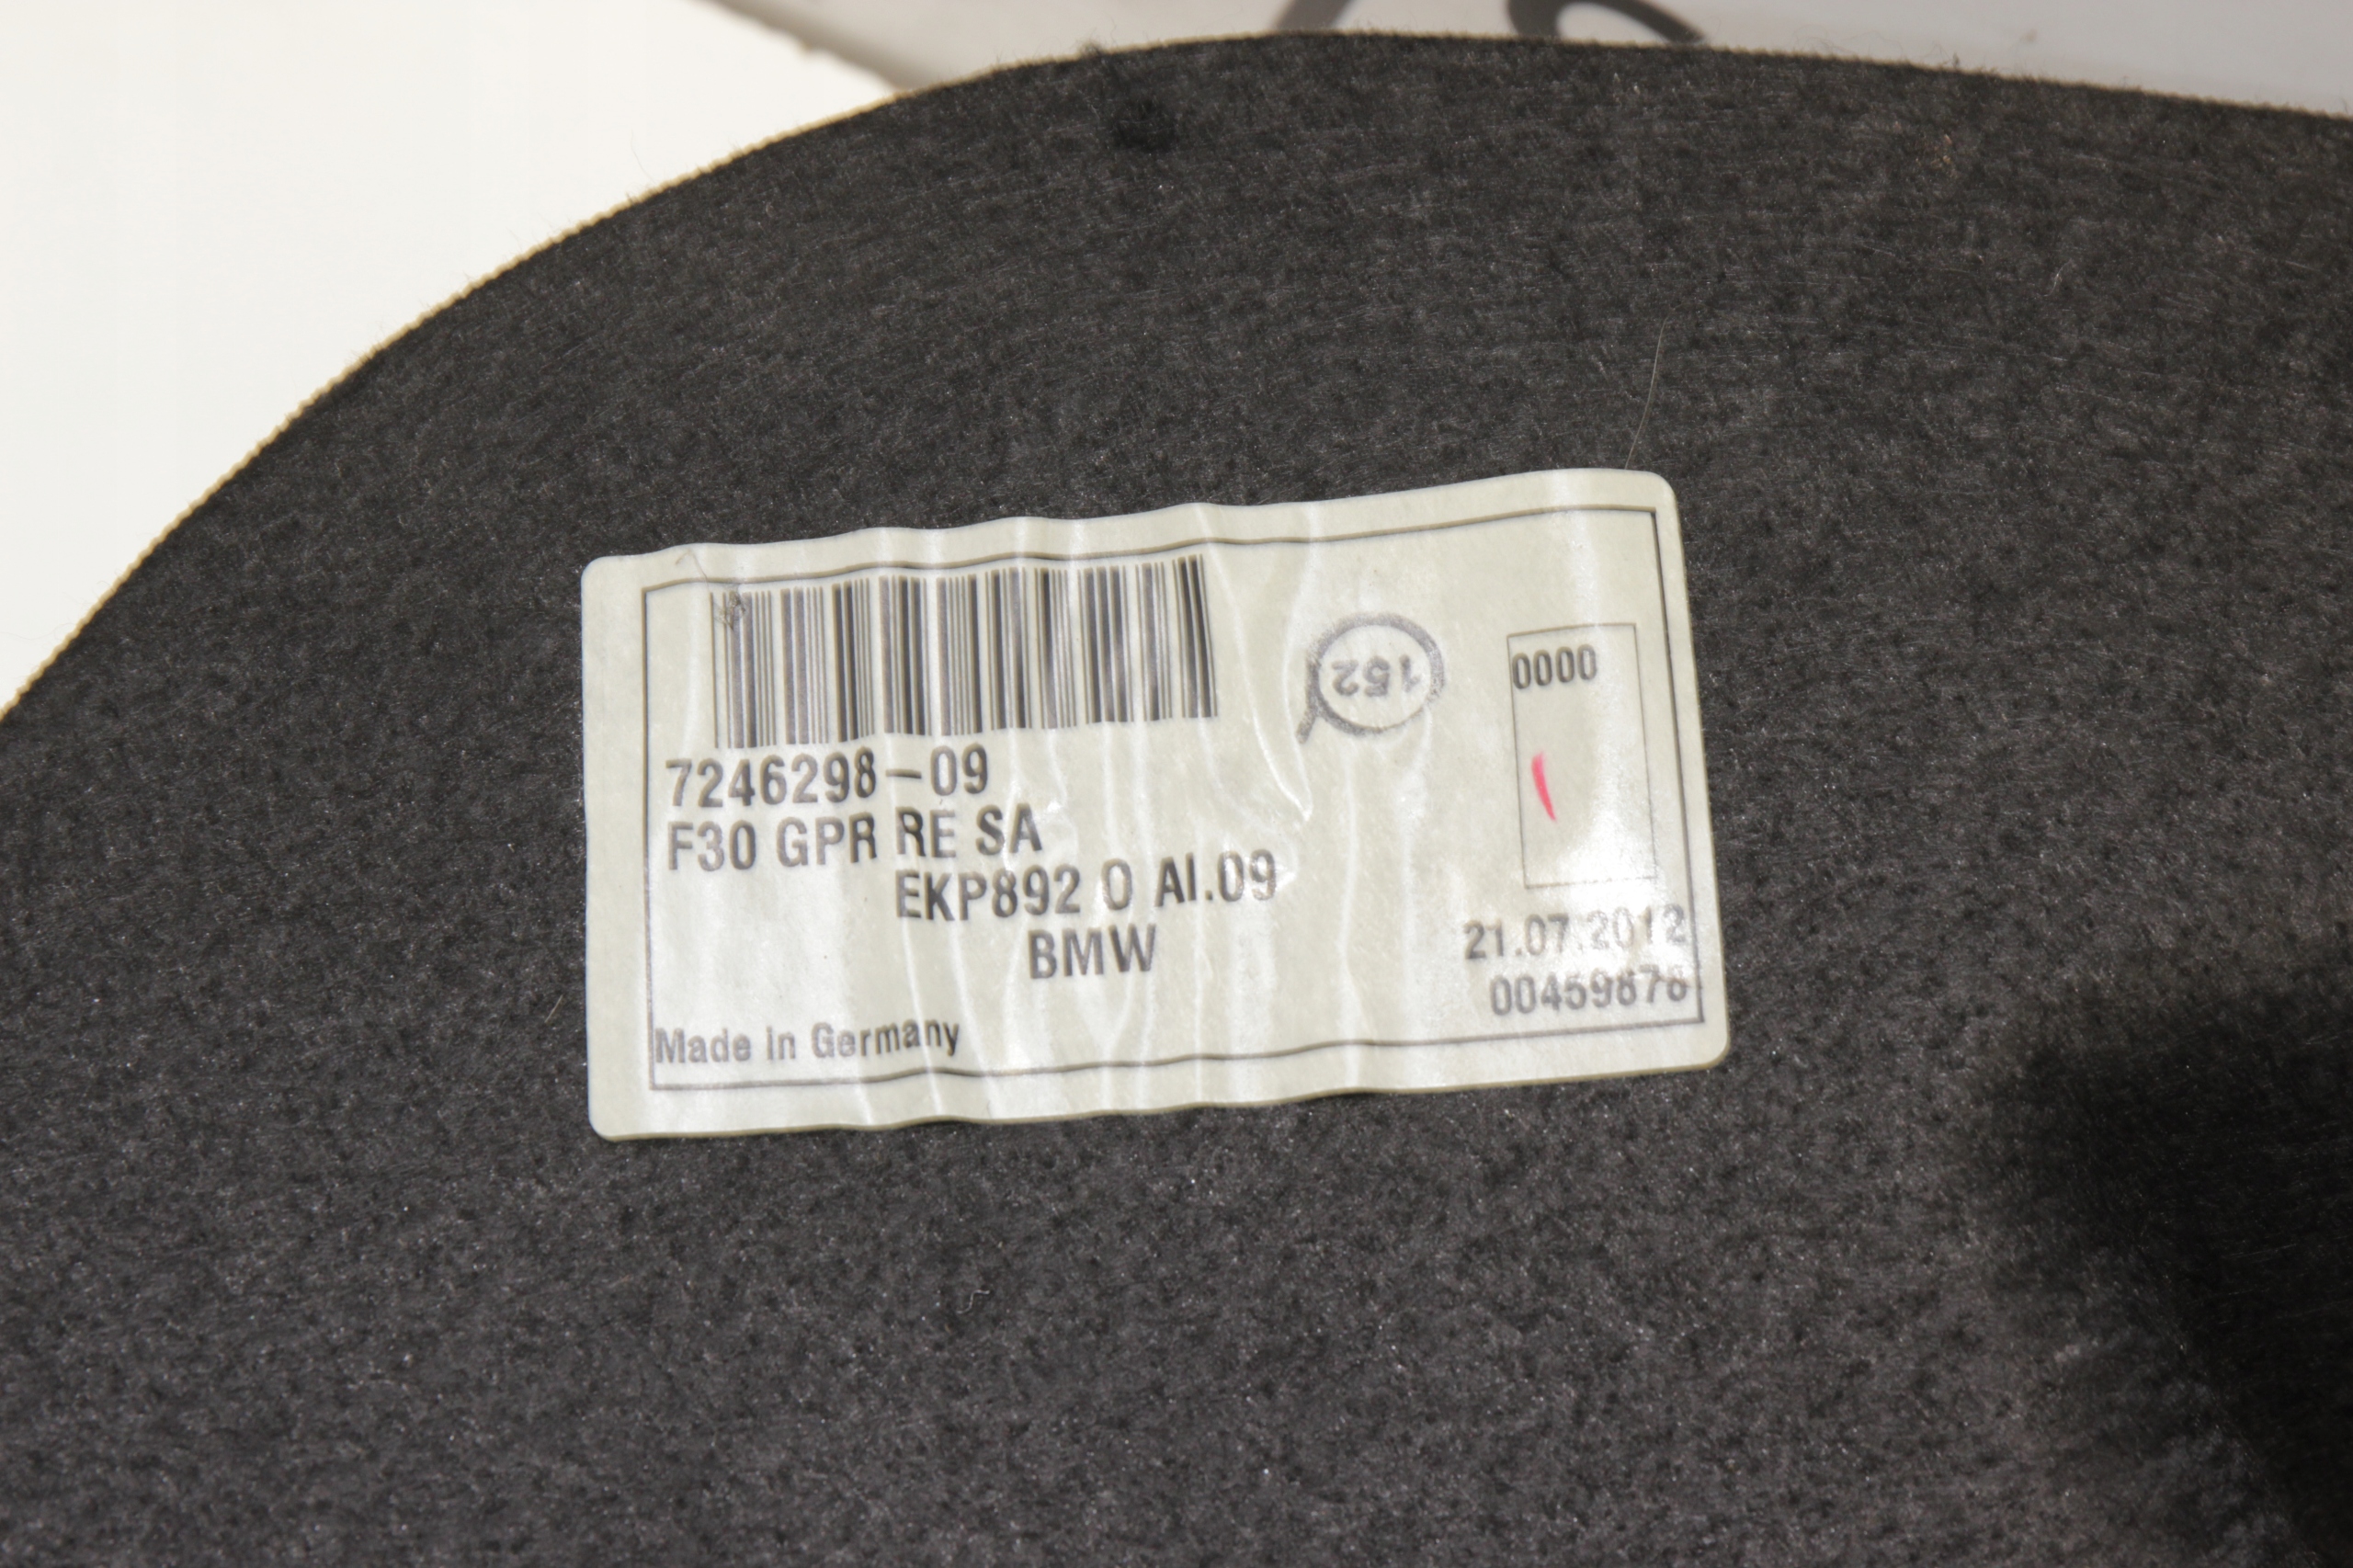 152
0000
7246298-09
F30 GPR RE SA
EKP892 0 AI.09
BMW
21.07.2012
Made in Germany